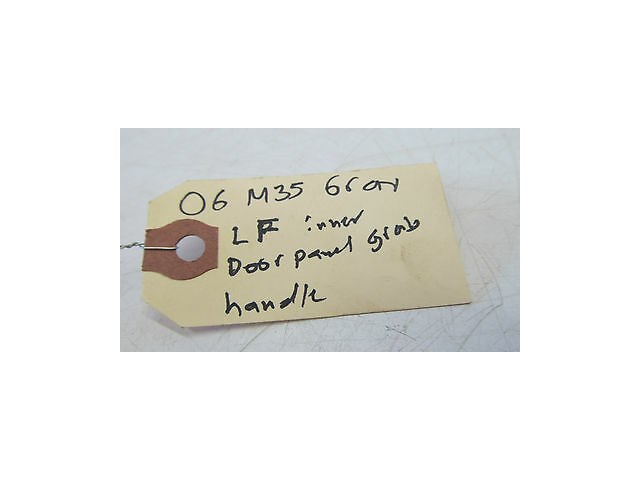 06 M35 Gray
LF inner
Door panel Grab
handle